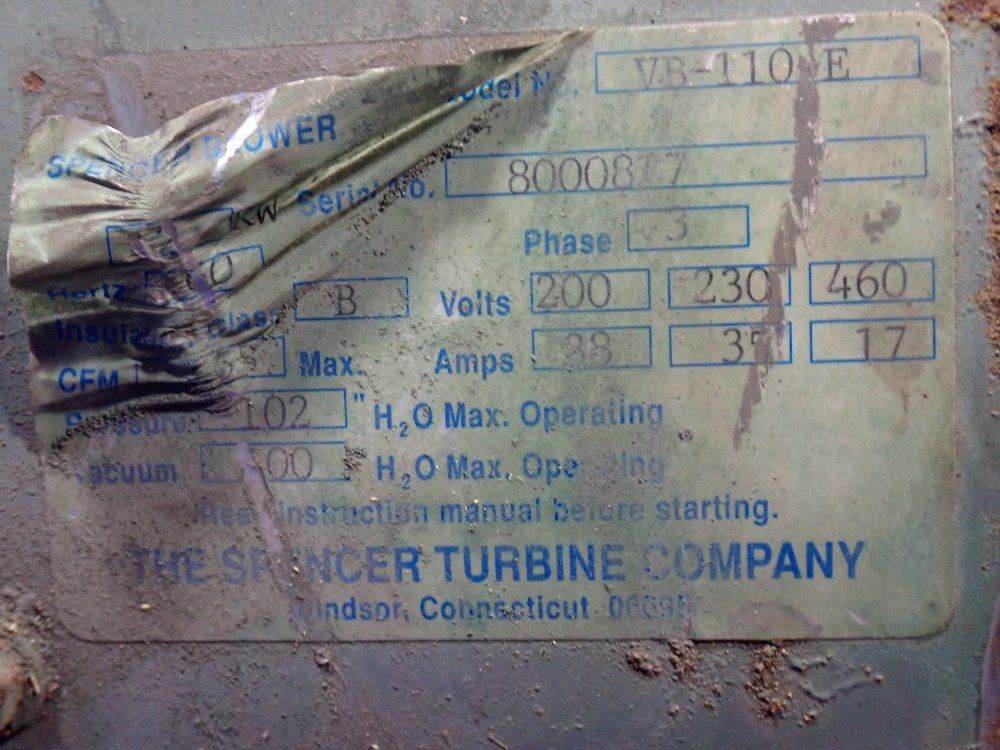 Model No. VB-110 E
SPENCER BLOWER
Serial No.
KW
Phase 3
Hertz
Insulation Class B
Volts 200 230 460
CFM Max.
Amps 35 17
Pressure 102 " H₂O Max. Operating
Vacuum H₂O Max. Operating
Read instruction manual before starting.
THE SPENCER TURBINE COMPANY
Windsor, Connecticut 06095